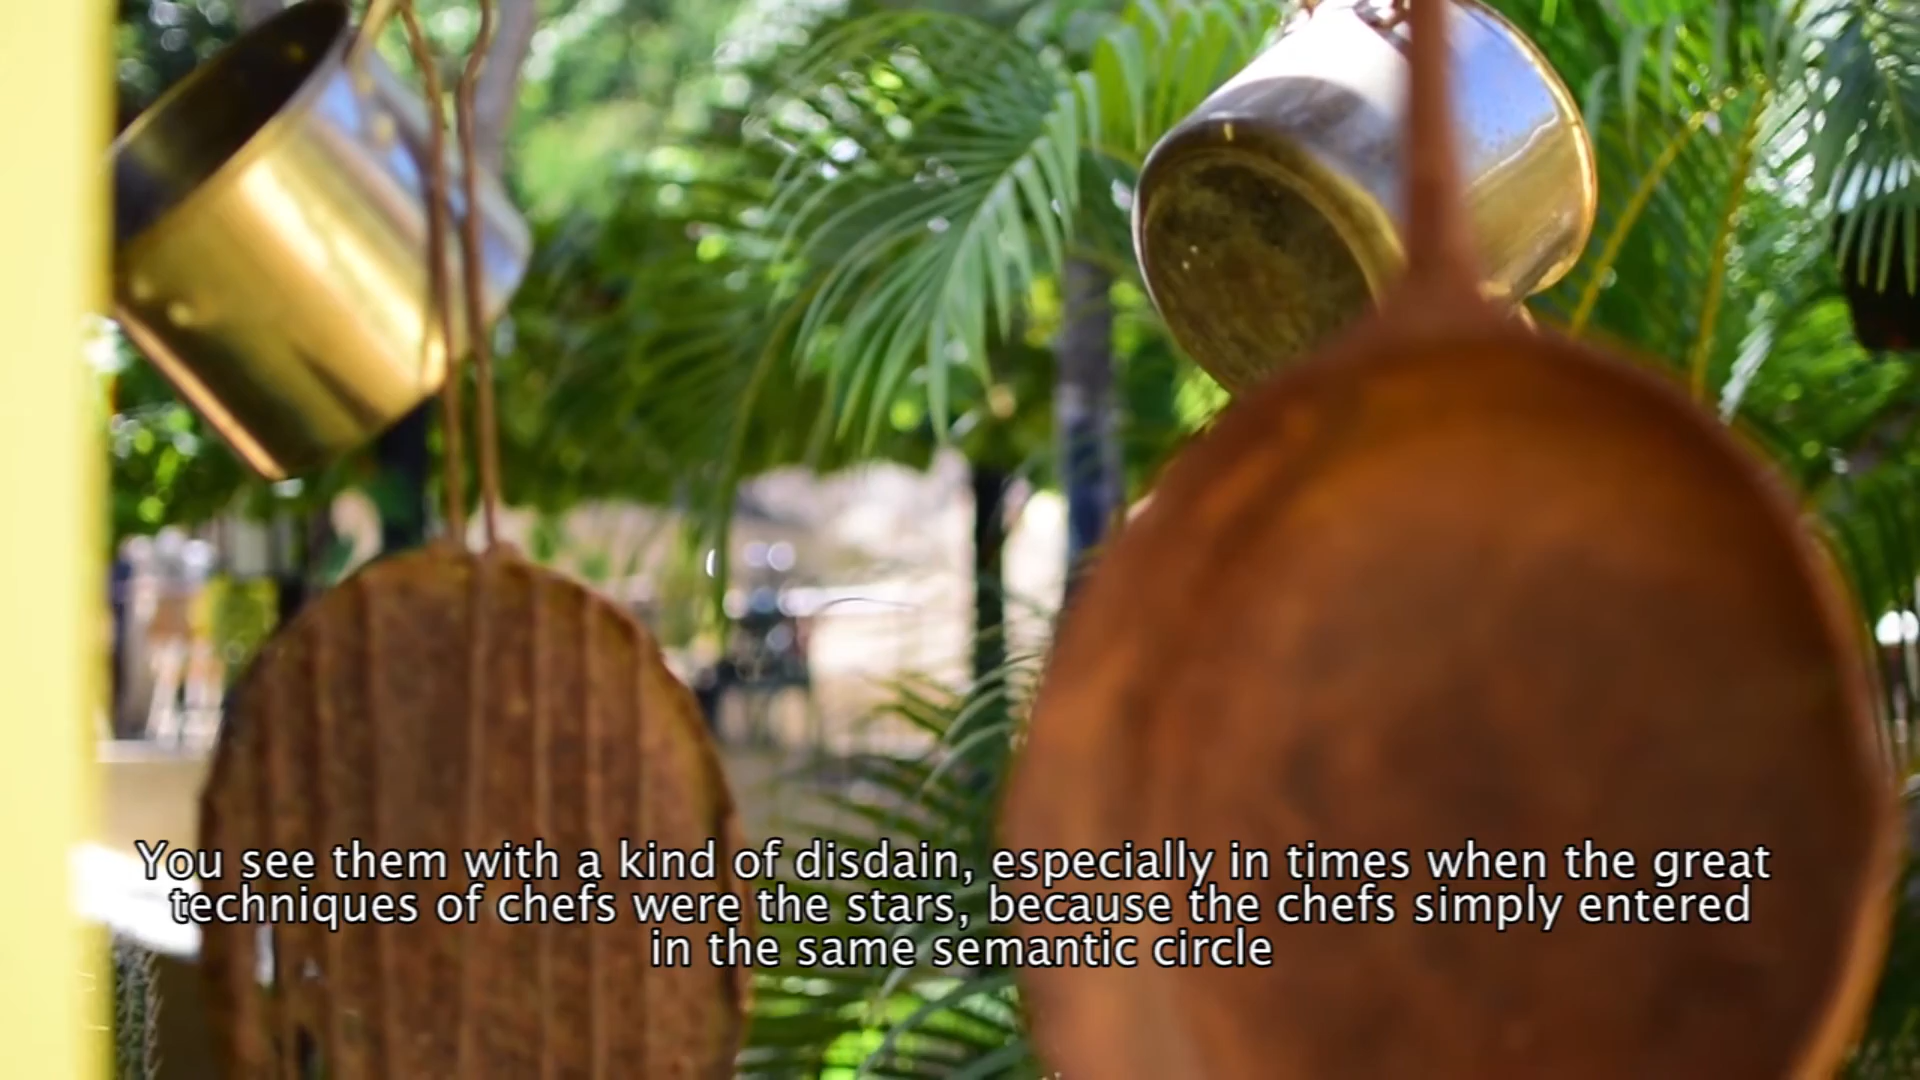 You see them with a kind of disdain, especially in times when the great
techniques of chefs were the stars, because the chefs simply entered
in the same semantic circle